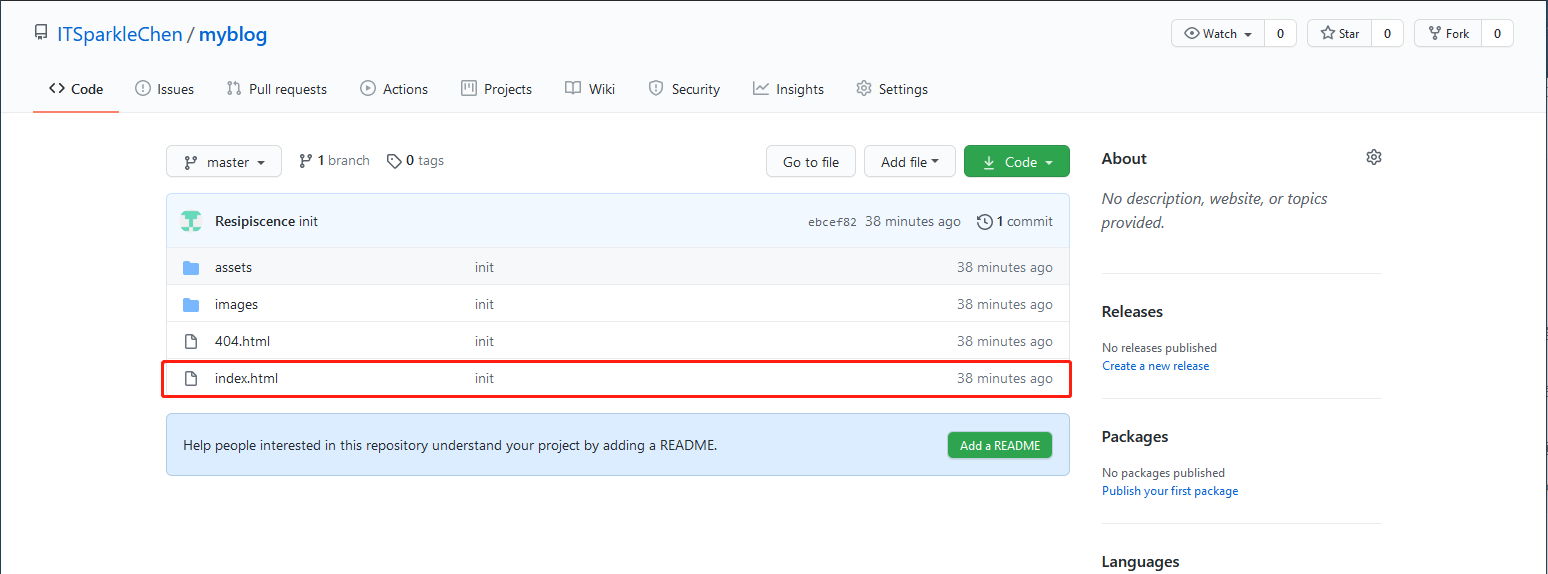 ITSparkleChen / myblog
Watch 0 Star 0 Fork 0
Code Issues Pull requests Actions Projects Wiki Security Insights Settings
master 1 branch 0 tags Go to file Add file Code
Resipiscence init ebcef82 38 minutes ago 1 commit
assets init 38 minutes ago
images init 38 minutes ago
404.html init 38 minutes ago
index.html init 38 minutes ago
Help people interested in this repository understand your project by adding a README. Add a README
About
No description, website, or topics
provided.
Releases
No releases published
Create a new release
Packages
No packages published
Publish your first package
Languages